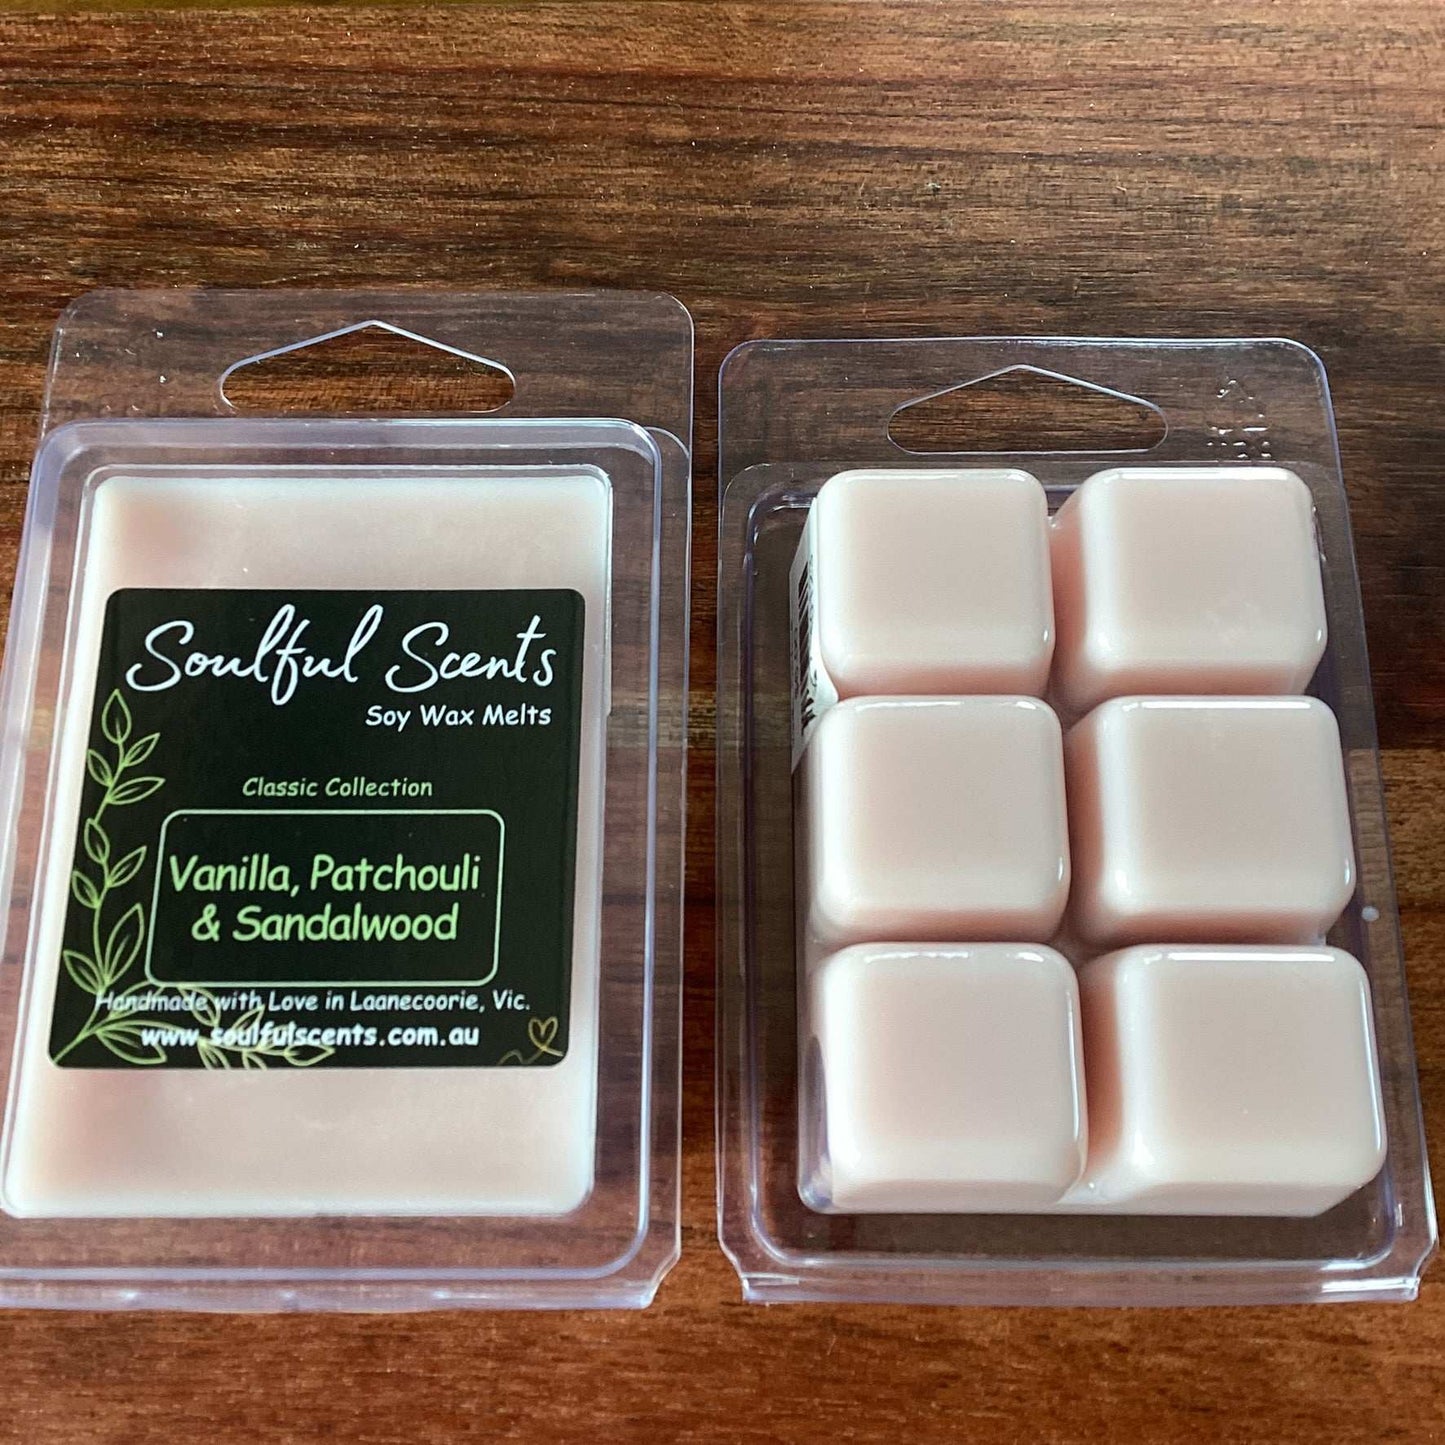 Soulful Scents
Soy Wax Melts
Classic Collection
Vanilla, Patchouli
& Sandalwood
Handmade with Love in Laanecoorie, Vic.
www.soulfulscents.com.au